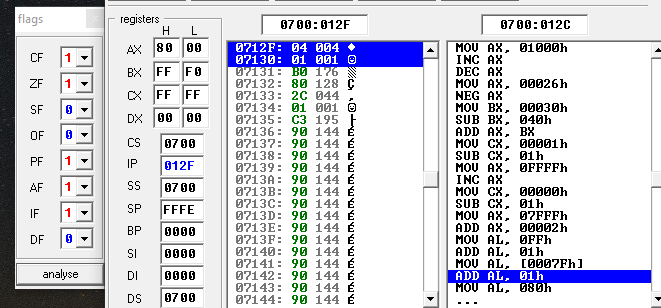 flags
CF 1
ZF 1
SF 0
OF 0
PF 1
AF 1
IF 1
DF 0
analyse
registers
H L
AX 80 00
BX FF F0
CX FF FF
DX 00 00
CS 0700
IP 012F
SS 0700
SP FFFE
BP 0000
SI 0000
DI 0000
DS 0700
0700:012F
0712F: 04 004 ♦
07130: 01 001 ☺
07131: B0 176 ▒
07132: 80 128 Ç
07133: 2C 044 ,
07134: 01 001 ☺
07135: C3 195 ├
07136: 90 144 É
07137: 90 144 É
07138: 90 144 É
07139: 90 144 É
0713A: 90 144 É
0713B: 90 144 É
0713C: 90 144 É
0713D: 90 144 É
0713E: 90 144 É
0713F: 90 144 É
07140: 90 144 É
07141: 90 144 É
07142: 90 144 É
07143: 90 144 É
07144: 90 144 É
0700:012C
MOV AX, 01000h
INC AX
DEC AX
MOV AX, 00026h
NEG AX
MOV BX, 00030h
SUB BX, 040h
ADD AX, BX
MOV CX, 00001h
SUB CX, 01h
MOV AX, 0FFFFh
INC AX
MOV CX, 00000h
SUB CX, 01h
MOV AX, 07FFFh
ADD AX, 00002h
MOV AL, 0FFh
ADD AL, 01h
MOV AL, [0007Fh]
ADD AL, 01h
MOV AL, 080h
...